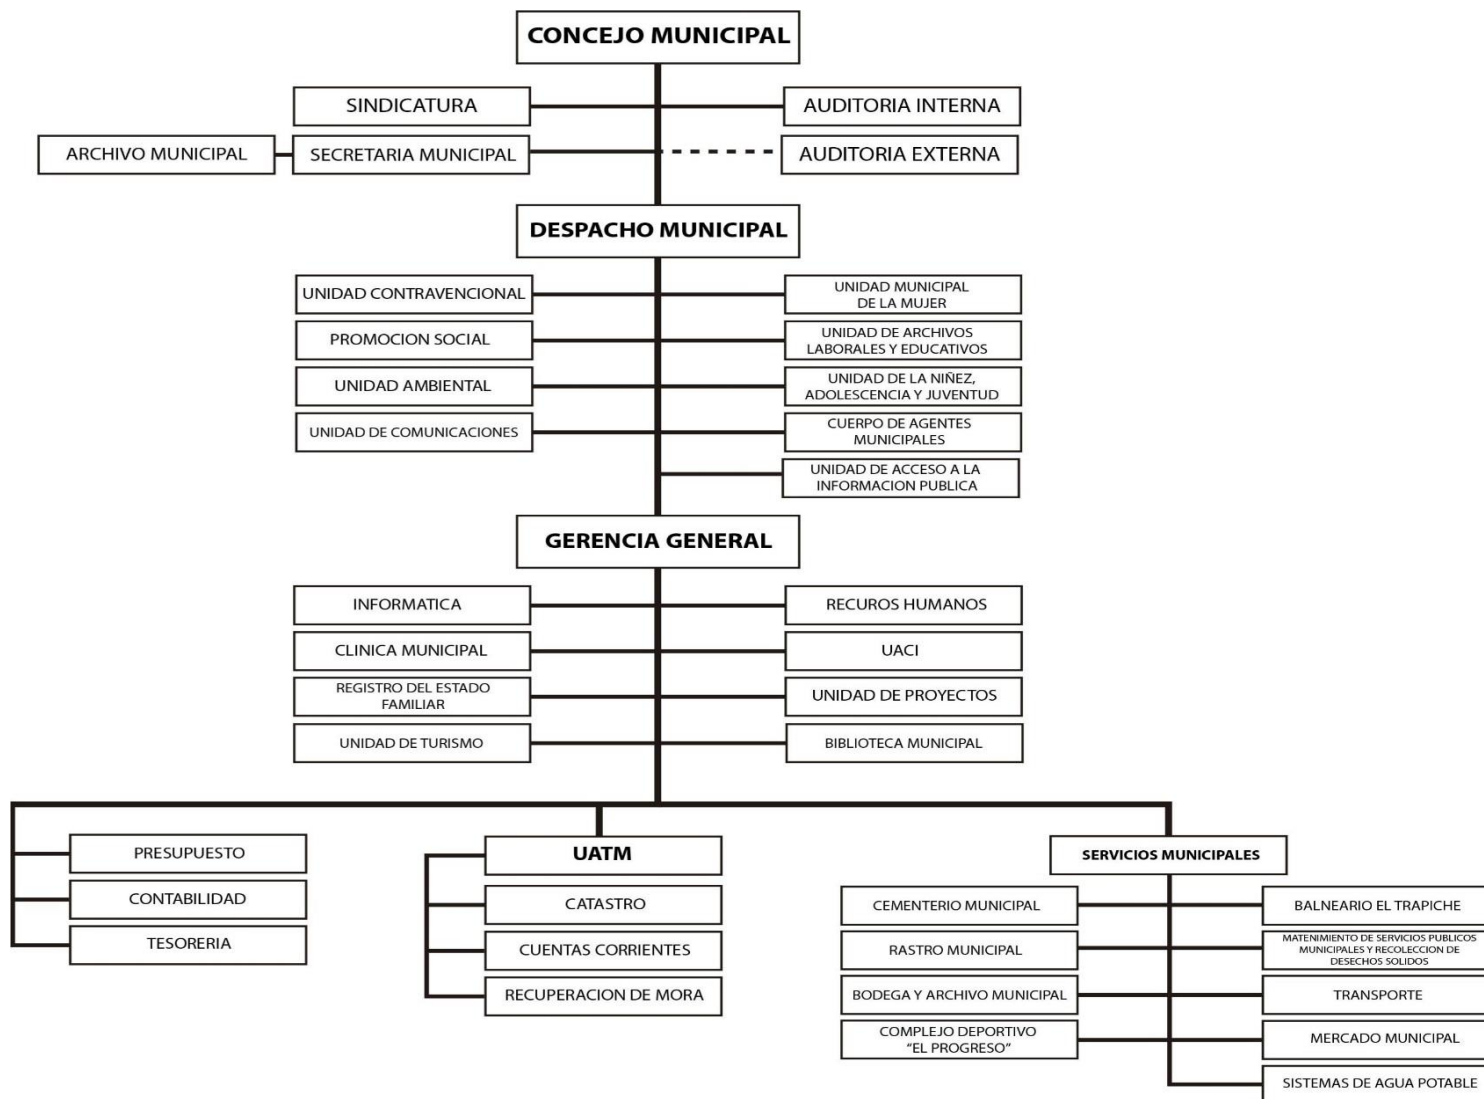 CONCEJO MUNICIPAL
SINDICATURA
AUDITORIA INTERNA
ARCHIVO MUNICIPAL
SECRETARIA MUNICIPAL
AUDITORIA EXTERNA
DESPACHO MUNICIPAL
UNIDAD CONTRAVENCIONAL
UNIDAD MUNICIPAL
DE LA MUJER
PROMOCION SOCIAL
UNIDAD DE ARCHIVOS
LABORALES Y EDUCATIVOS
UNIDAD AMBIENTAL
UNIDAD DE LA NIÑEZ,
ADOLESCENCIA Y JUVENTUD
UNIDAD DE COMUNICACIONES
CUERPO DE AGENTES
MUNICIPALES
UNIDAD DE ACCESO A LA
INFORMACION PUBLICA
GERENCIA GENERAL
INFORMATICA
RECUROS HUMANOS
CLINICA MUNICIPAL
UACI
REGISTRO DEL ESTADO
FAMILIAR
UNIDAD DE PROYECTOS
UNIDAD DE TURISMO
BIBLIOTECA MUNICIPAL
PRESUPUESTO
CONTABILIDAD
TESORERIA
UATM
CATASTRO
CUENTAS CORRIENTES
RECUPERACION DE MORA
SERVICIOS MUNICIPALES
CEMENTERIO MUNICIPAL
BALNEARIO EL TRAPICHE
RASTRO MUNICIPAL
MATENIMIENTO DE SERVICIOS PUBLICOS
MUNICIPALES Y RECOLECCION DE
DESECHOS SOLIDOS
BODEGA Y ARCHIVO MUNICIPAL
TRANSPORTE
COMPLEJO DEPORTIVO
"EL PROGRESO"
MERCADO MUNICIPAL
SISTEMAS DE AGUA POTABLE